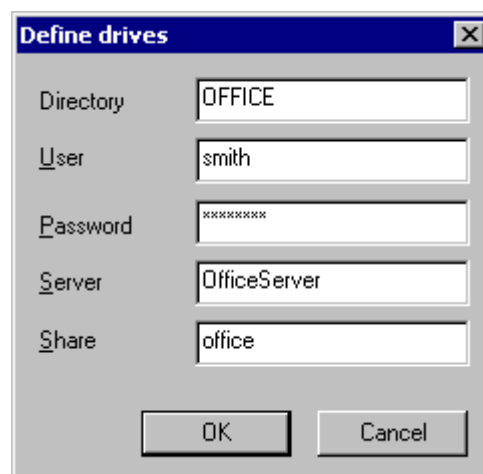 Define drives
Directory OFFICE
User smith
Password ********
Server OfficeServer
Share office
OK Cancel